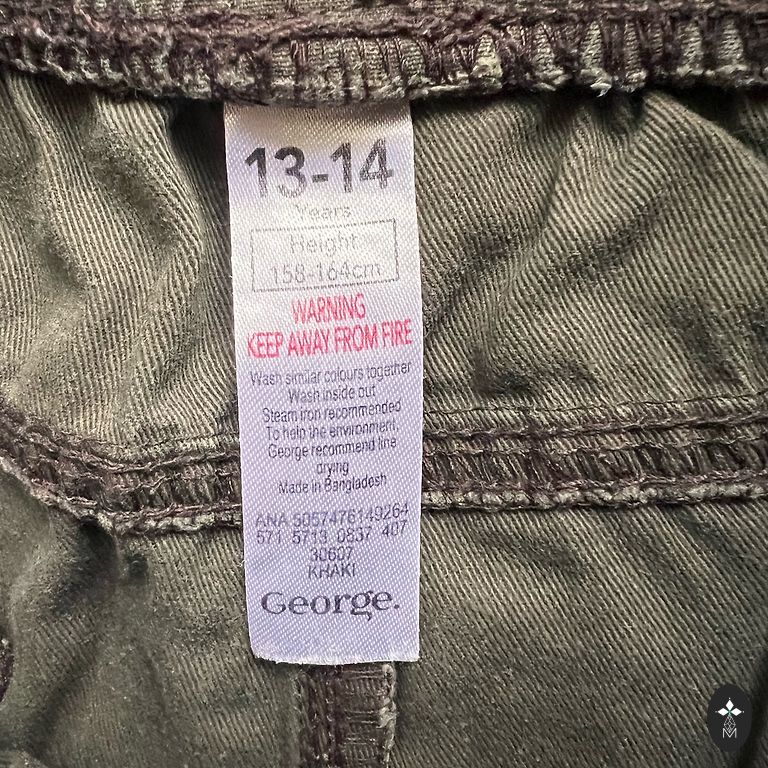 13-14
Years
Height
158-164cm
WARNING
KEEP AWAY FROM FIRE
Wash similar colours together
Wash inside out
Steam iron recommended
To help the environment,
George recommend line
drying
Made in Bangladesh
ANA 5057476149264
571 5713 0837 407
30607
KHAKI
George.
M